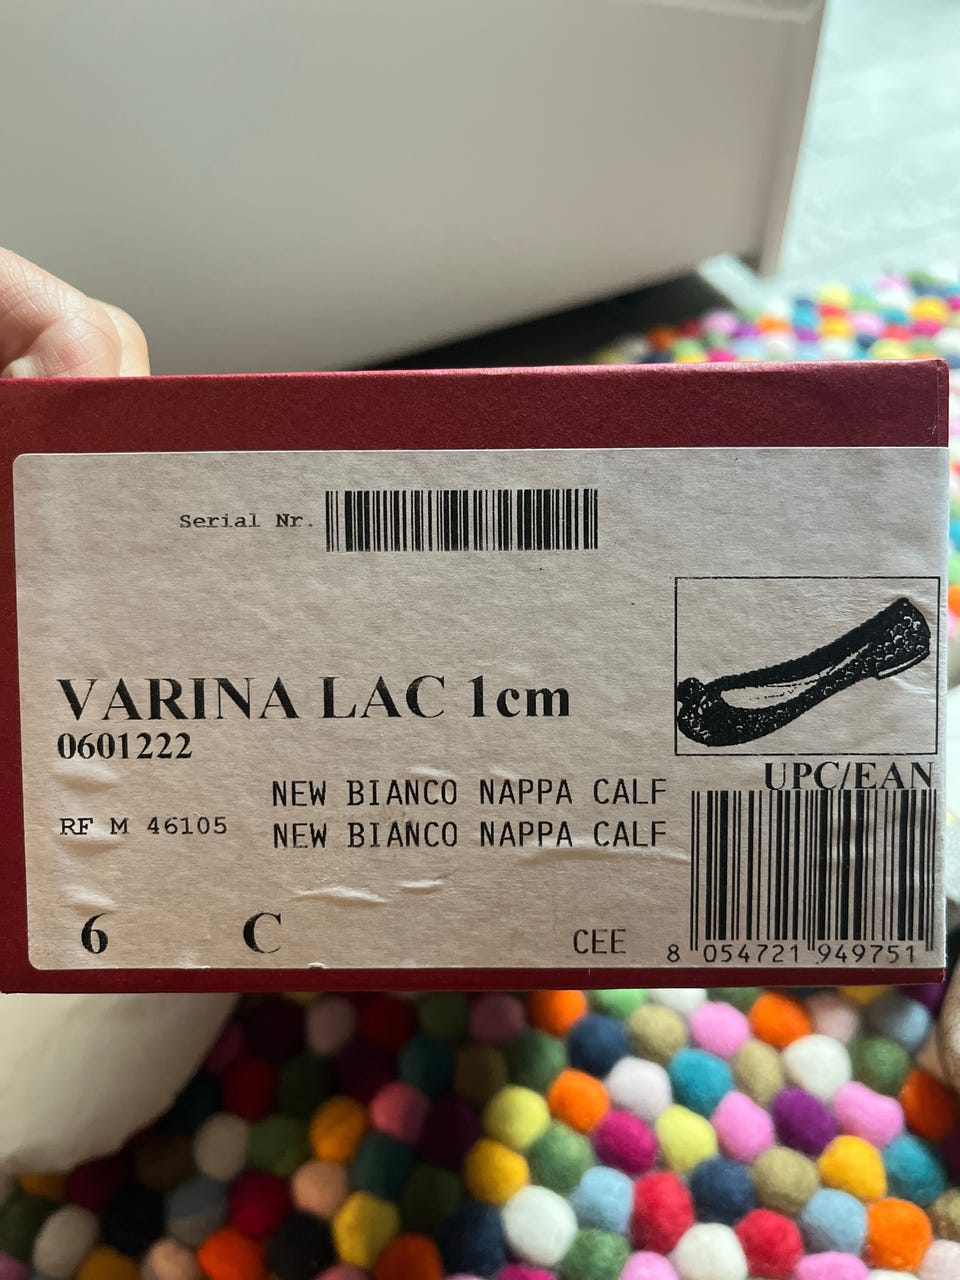 Serial Nr.
VARINA LAC 1cm
0601222
NEW BIANCO NAPPA CALF
RF M 46105
NEW BIANCO NAPPA CALF
6 C CEE
UPC/EAN
8 054721 949751